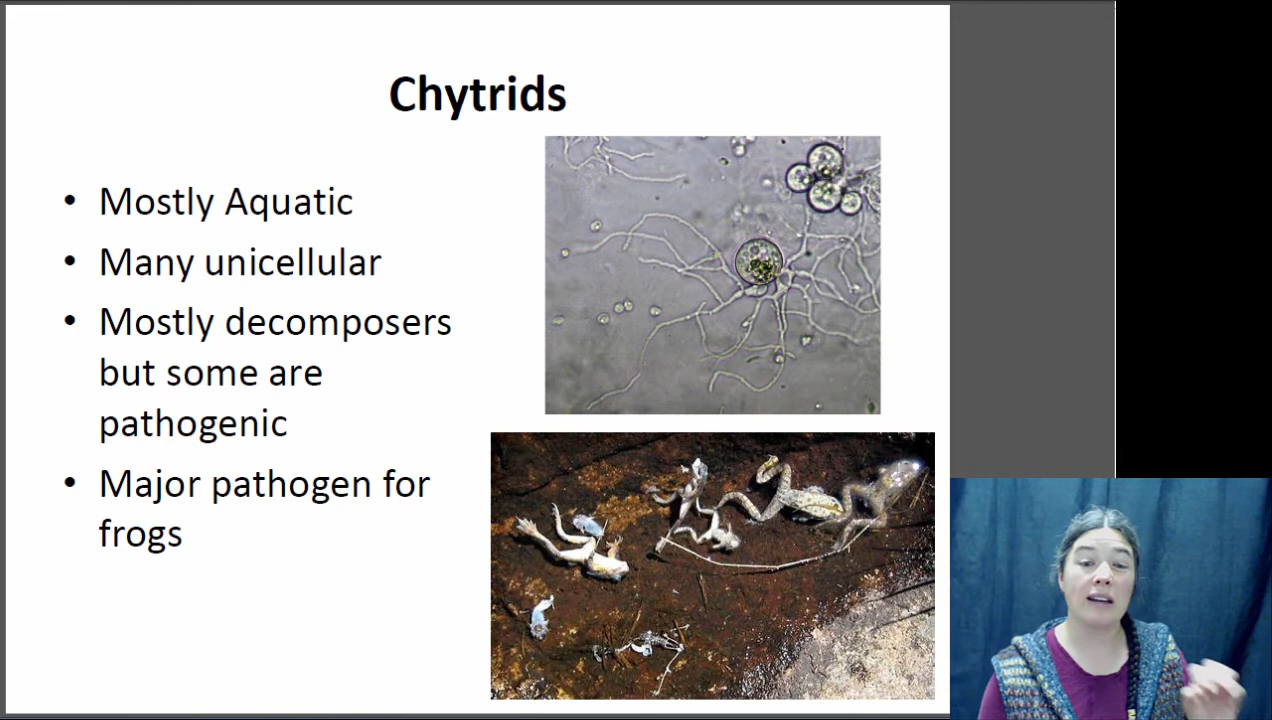 Chytrids
• Mostly Aquatic
• Many unicellular
• Mostly decomposers
but some are
pathogenic
• Major pathogen for
frogs